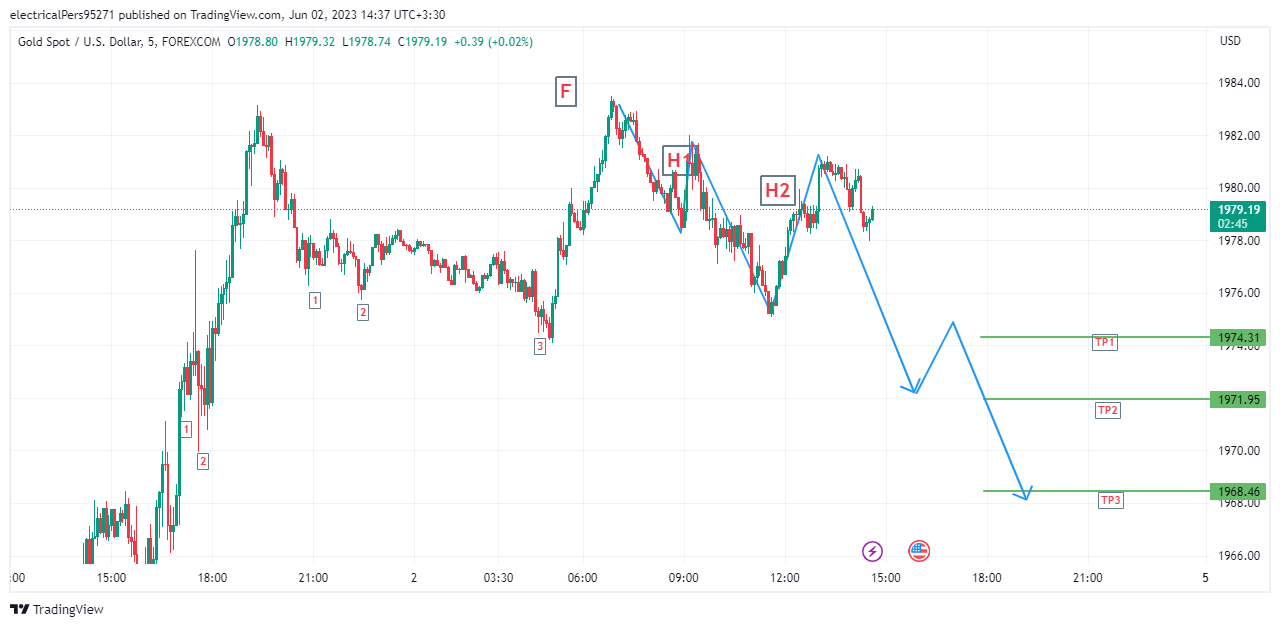 electricalPers95271 published on TradingView.com, Jun 02, 2023 14:37 UTC+3:30
Gold Spot / U.S. Dollar, 5, FOREXCOM O1978.80 H1979.32 L1978.74 C1979.19 +0.39 (+0.02%)
USD
1984.00
F
1982.00
H1
1980.00
H2
1979.19
02:45
1978.00
1976.00
1
2
1974.31
TP1
1974.00
3
1971.95
TP2
1
1970.00
2
1968.46
TP3
1968.00
1966.00
:00 15:00 18:00 21:00 2 03:30 06:00 09:00 12:00 15:00 18:00 21:00 5
TradingView